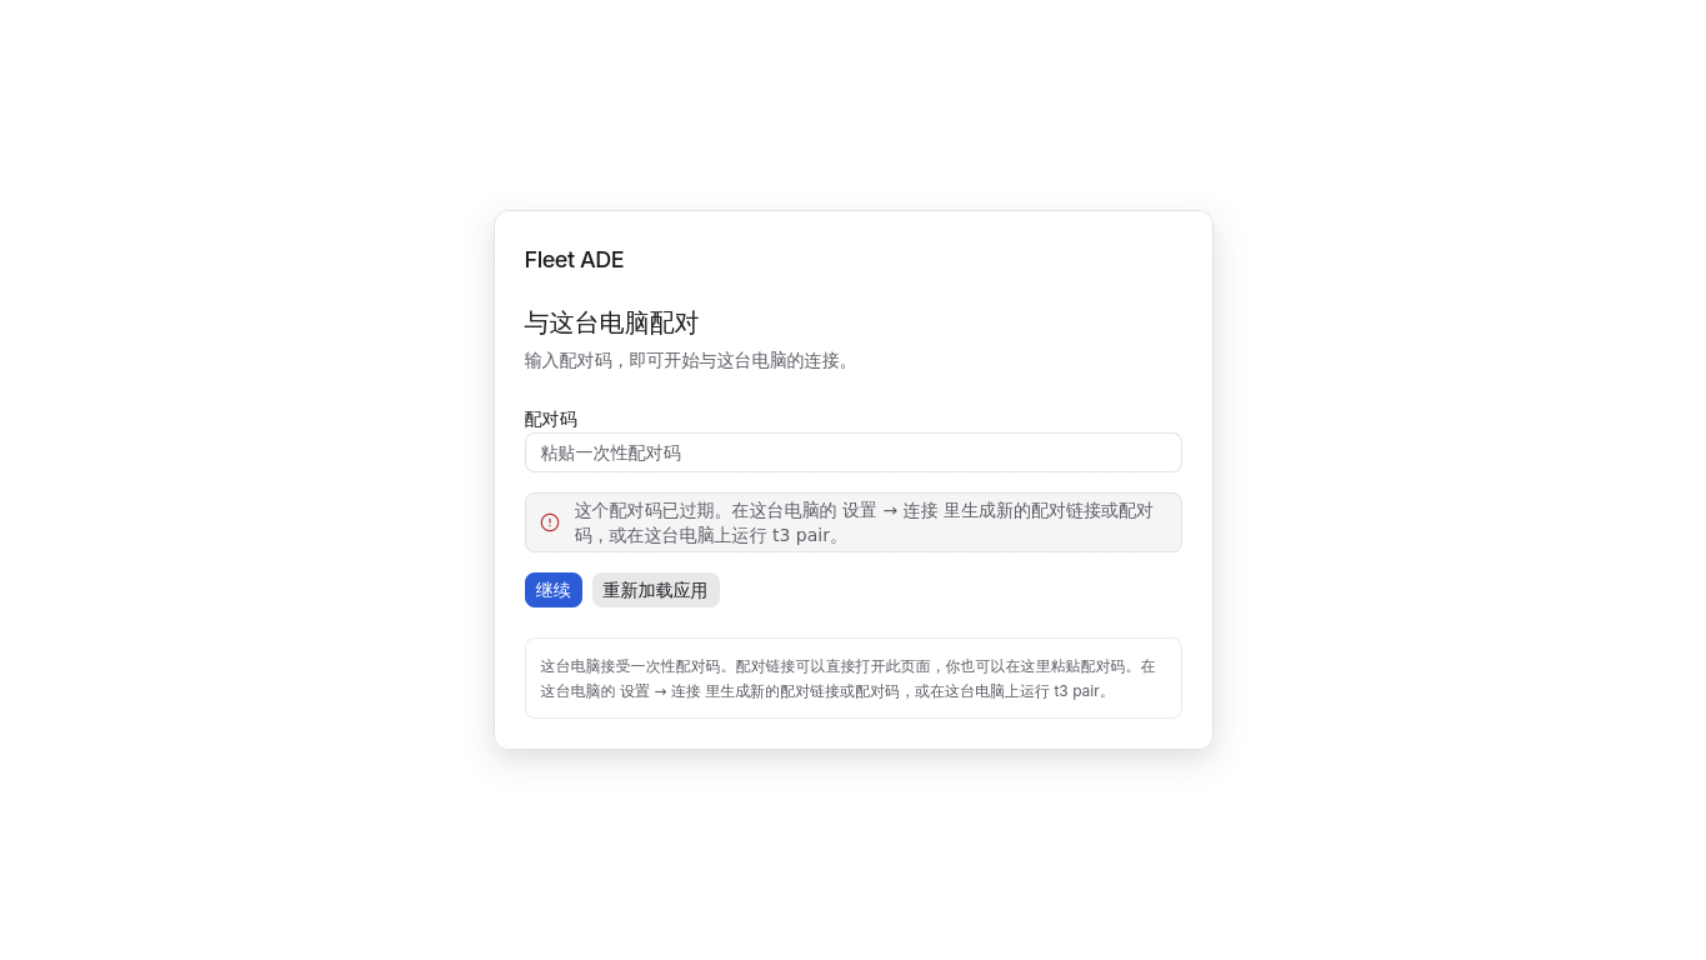 Fleet ADE
与这台电脑配对
输入配对码，即可开始与这台电脑的连接。
配对码
粘贴一次性配对码
这个配对码已过期。在这台电脑的 设置 → 连接 里生成新的配对链接或配对
码，或在这台电脑上运行 t3 pair。
继续 重新加载应用
这台电脑接受一次性配对码。配对链接可以直接打开此页面，你也可以在这里粘贴配对码。在
这台电脑的 设置 → 连接 里生成新的配对链接或配对码，或在这台电脑上运行 t3 pair。